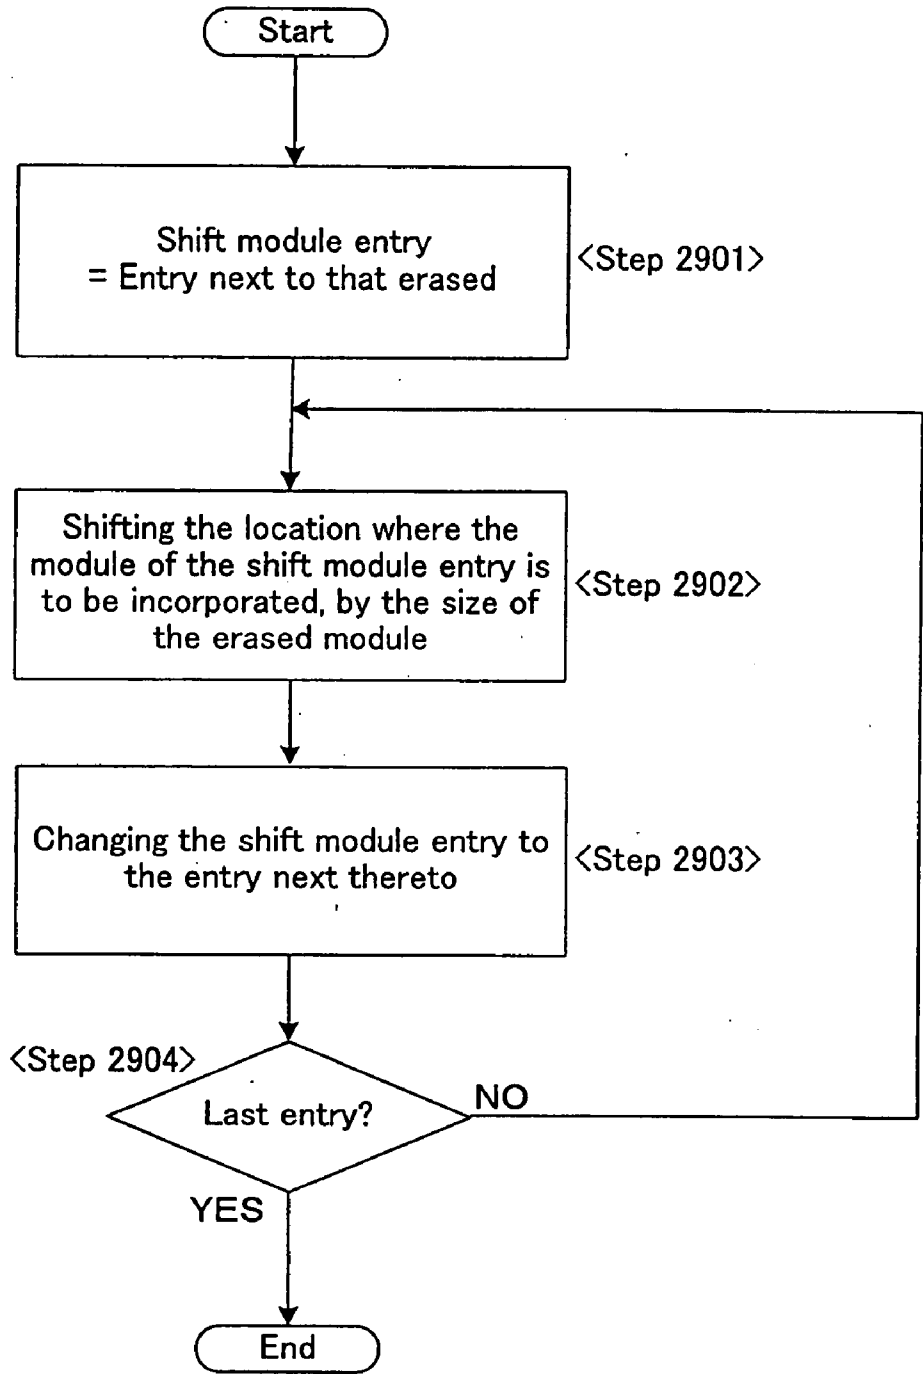 Start
Shift module entry
= Entry next to that erased
<Step 2901>
Shifting the location where the
module of the shift module entry is
to be incorporated, by the size of
the erased module
<Step 2902>
Changing the shift module entry to
the entry next thereto
<Step 2903>
<Step 2904>
Last entry?
NO
YES
End